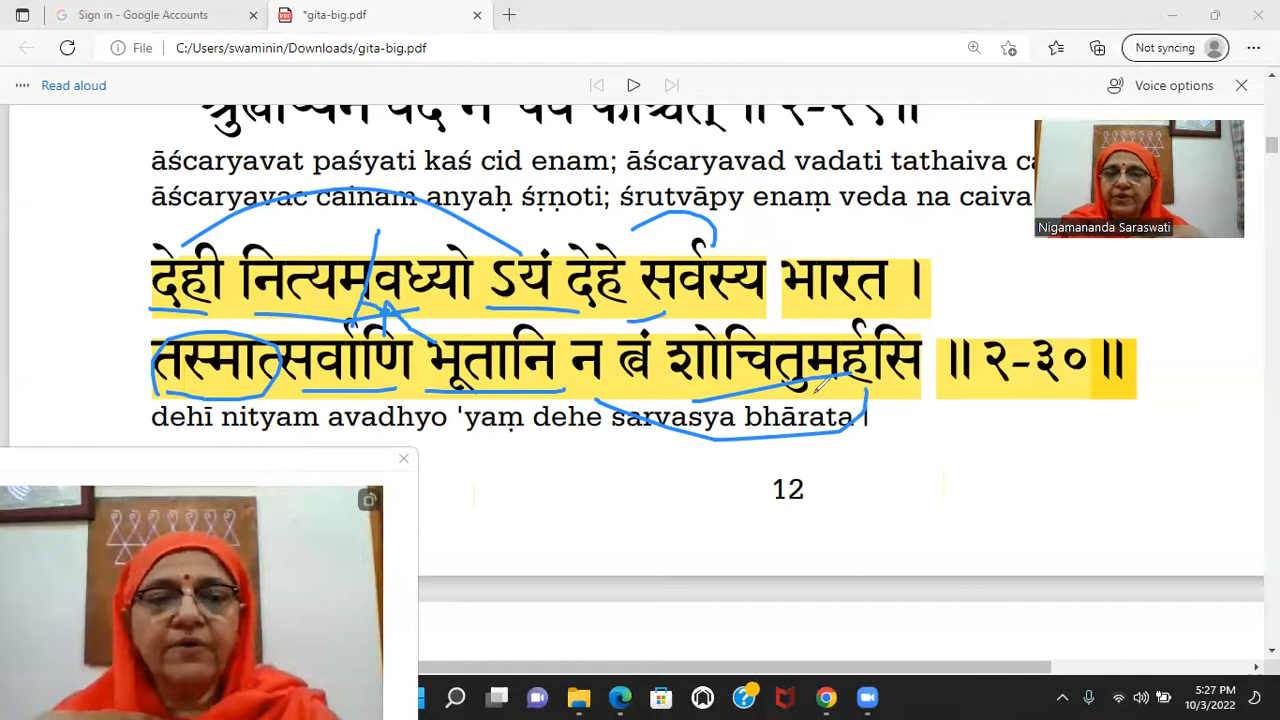 Sign in - Google Accounts
*gita-big.pdf
File
C:/Users/swaminin/Downloads/gita-big.pdf
Not syncing
Read aloud
Voice options
āścaryavat paśyati kaś cid enam; āścaryavad vadati tathaiva
āścaryavac cainam anyaḥ śṛṇoti; śrutvāpy enaṃ veda na caiva
Nigamananda Saraswati
देही नित्यमवध्यो ऽयं देहे सर्वस्य भारत ।
तस्मात्सर्वाणि भूतानि न त्वं शोचितुमर्हसि ॥२-३०॥
dehī nityam avadhyo 'yaṃ dehe sarvasya bhārata |
12
5:27 PM
10/3/2022